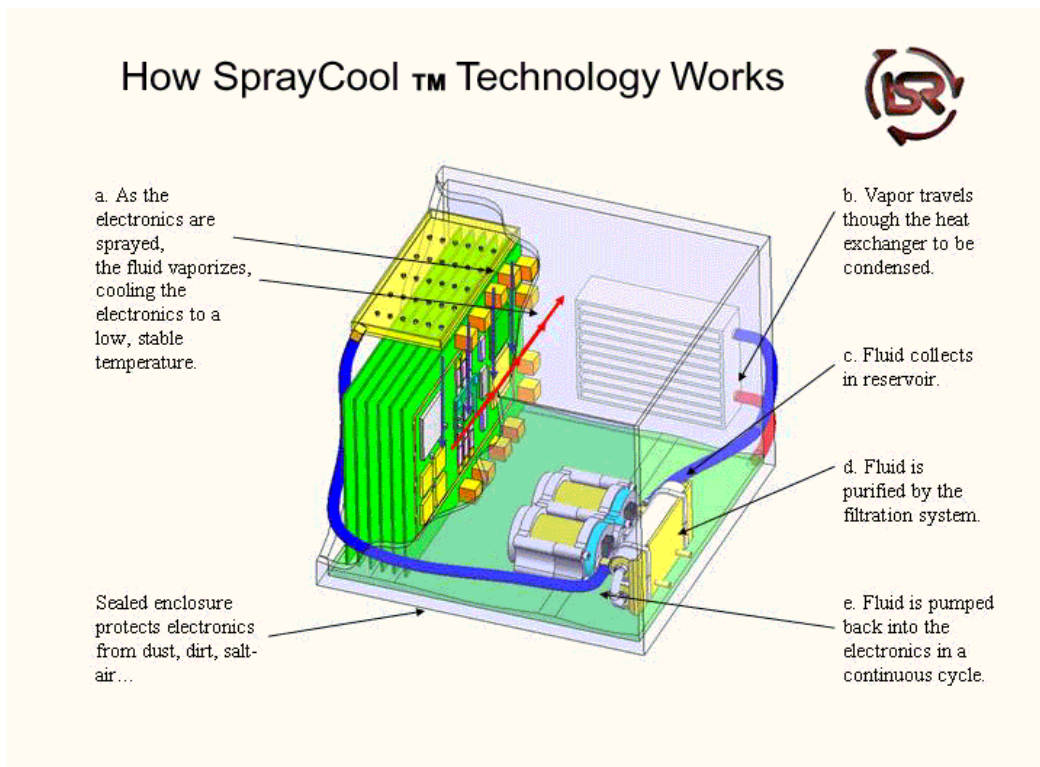 How SprayCool ™ Technology Works
ISR
a. As the
electronics are
sprayed,
the fluid vaporizes,
cooling the
electronics to a
low, stable
temperature.
b. Vapor travels
though the heat
exchanger to be
condensed.
c. Fluid collects
in reservoir.
d. Fluid is
purified by the
filtration system.
Sealed enclosure
protects electronics
from dust, dirt, salt-
air…
e. Fluid is pumped
back into the
electronics in a
continuous cycle.